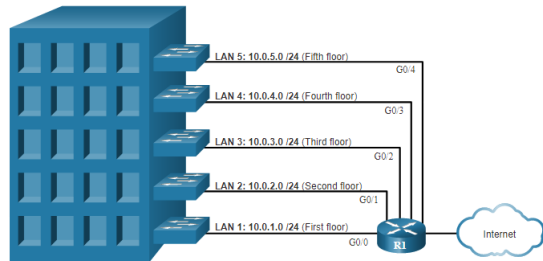 LAN 5: 10.0.5.0 /24 (Fifth floor)
G0/4
LAN 4: 10.0.4.0 /24 (Fourth floor)
G0/3
LAN 3: 10.0.3.0 /24 (Third floor)
G0/2
LAN 2: 10.0.2.0 /24 (Second floor)
G0/1
LAN 1: 10.0.1.0 /24 (First floor)
G0/0
R1
Internet